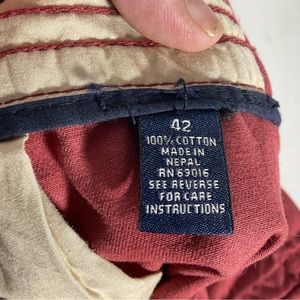 42
100% COTTON
MADE IN
NEPAL
RN 69016
SEE REVERSE
FOR CARE
INSTRUCTIONS